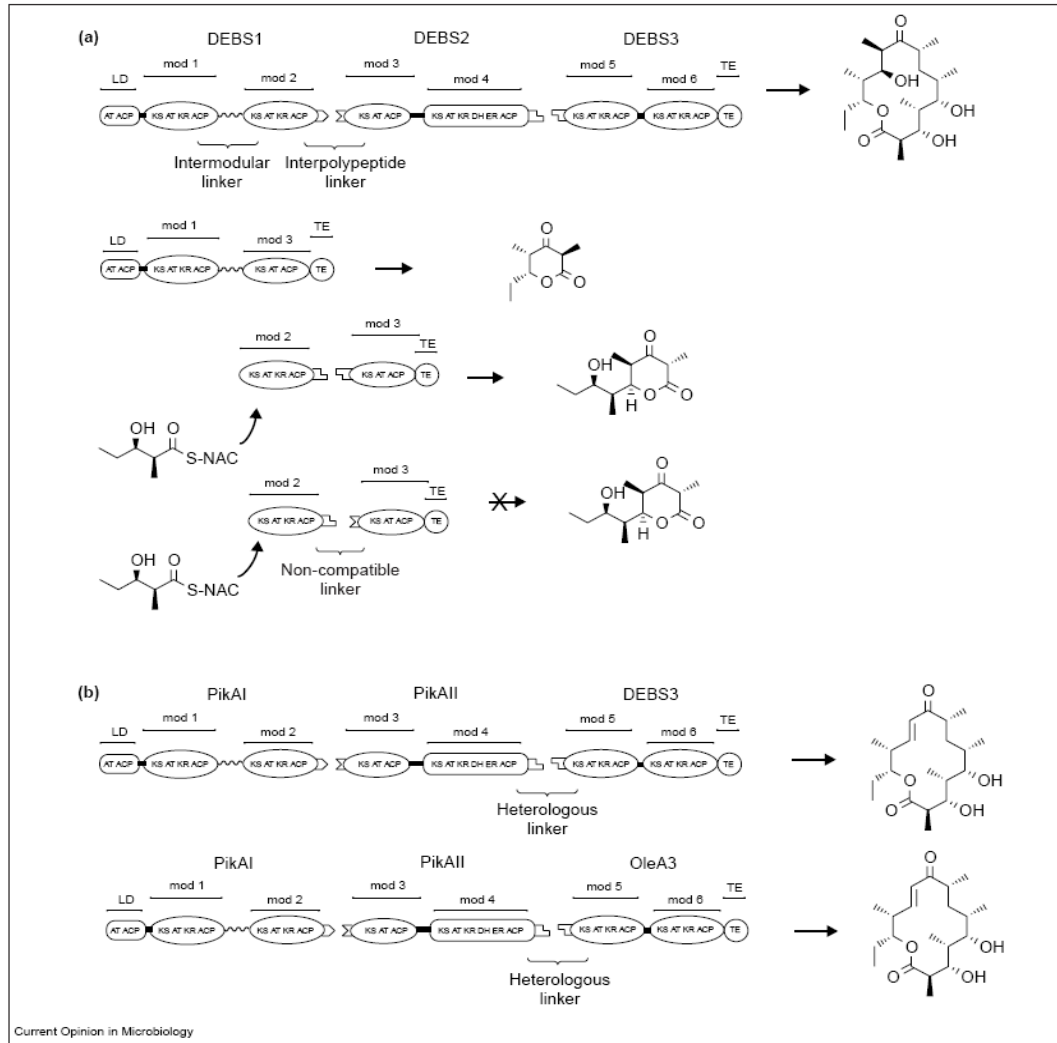 (a)
DEBS1 DEBS2 DEBS3
LD mod 1 mod 2 mod 3 mod 4 mod 5 mod 6 TE
AT ACP KS AT KR ACP KS AT KR ACP KS AT ACP KS AT KR DH ER ACP KS AT KR ACP KS AT KR ACP TE
O
OH
O OH
O OH
Intermodular linker
Interpolypeptide linker
LD mod 1 mod 3 TE
AT ACP KS AT KR ACP KS AT ACP TE
O
O O
mod 2 mod 3 TE
KS AT KR ACP KS AT ACP TE
OH O
O O
H
OH O
S-NAC
mod 2 mod 3 TE
KS AT KR ACP KS AT ACP TE
X
OH O
O O
H
OH O
S-NAC
Non-compatible linker
(b)
PikAI PikAII DEBS3
LD mod 1 mod 2 mod 3 mod 4 mod 5 mod 6 TE
AT ACP KS AT KR ACP KS AT KR ACP KS AT ACP KS AT KR DH ER ACP KS AT KR ACP KS AT KR ACP TE
O
O OH
O OH
Heterologous linker
PikAI PikAII OleA3
LD mod 1 mod 2 mod 3 mod 4 mod 5 mod 6 TE
AT ACP KS AT KR ACP KS AT KR ACP KS AT ACP KS AT KR DH ER ACP KS AT KR ACP KS AT KR ACP TE
O
O OH
O OH
Heterologous linker
Current Opinion in Microbiology